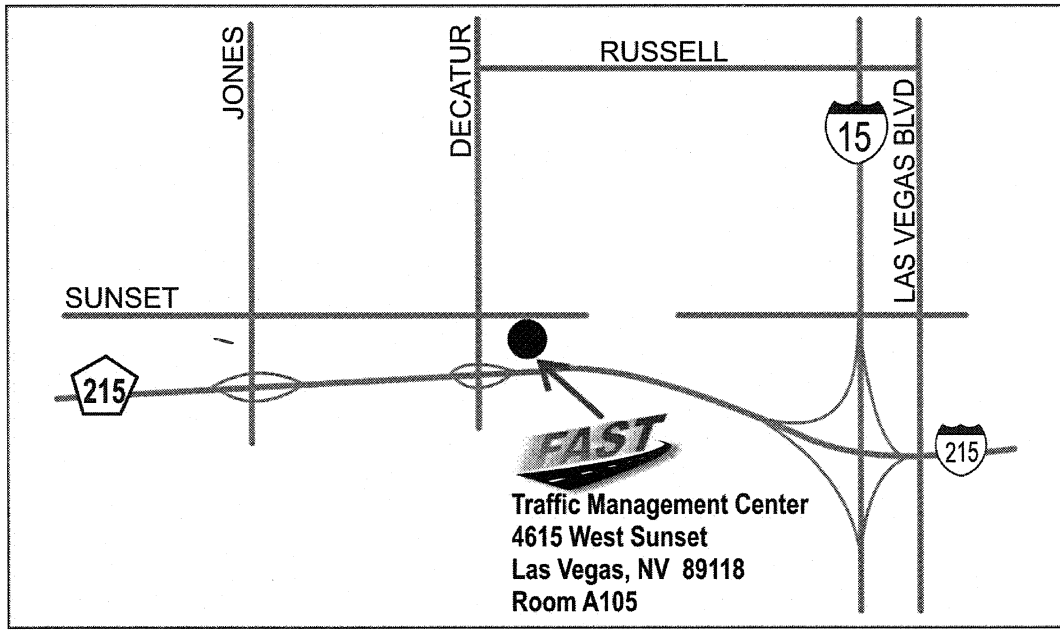 JONES
DECATUR
RUSSELL
15
LAS VEGAS BLVD
SUNSET
215
215
FAST
Traffic Management Center
4615 West Sunset
Las Vegas, NV 89118
Room A105